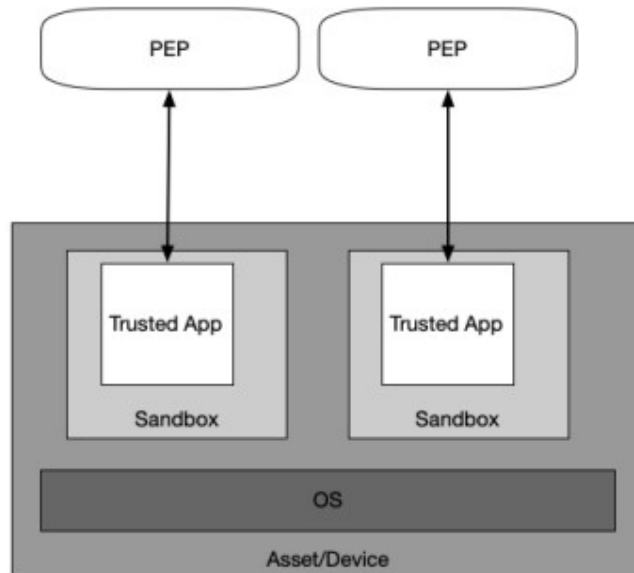 PEP
PEP
Trusted App
Trusted App
Sandbox
Sandbox
OS
Asset/Device